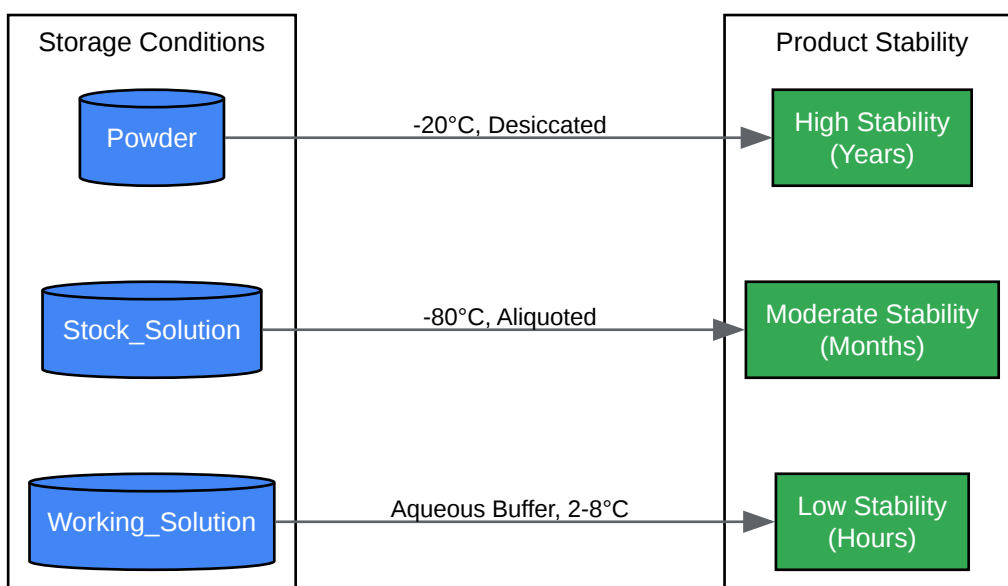 Storage Conditions
Product Stability
Powder
-20°C, Desiccated
High Stability
(Years)
Stock_Solution
-80°C, Aliquoted
Moderate Stability
(Months)
Working_Solution
Aqueous Buffer, 2-8°C
Low Stability
(Hours)